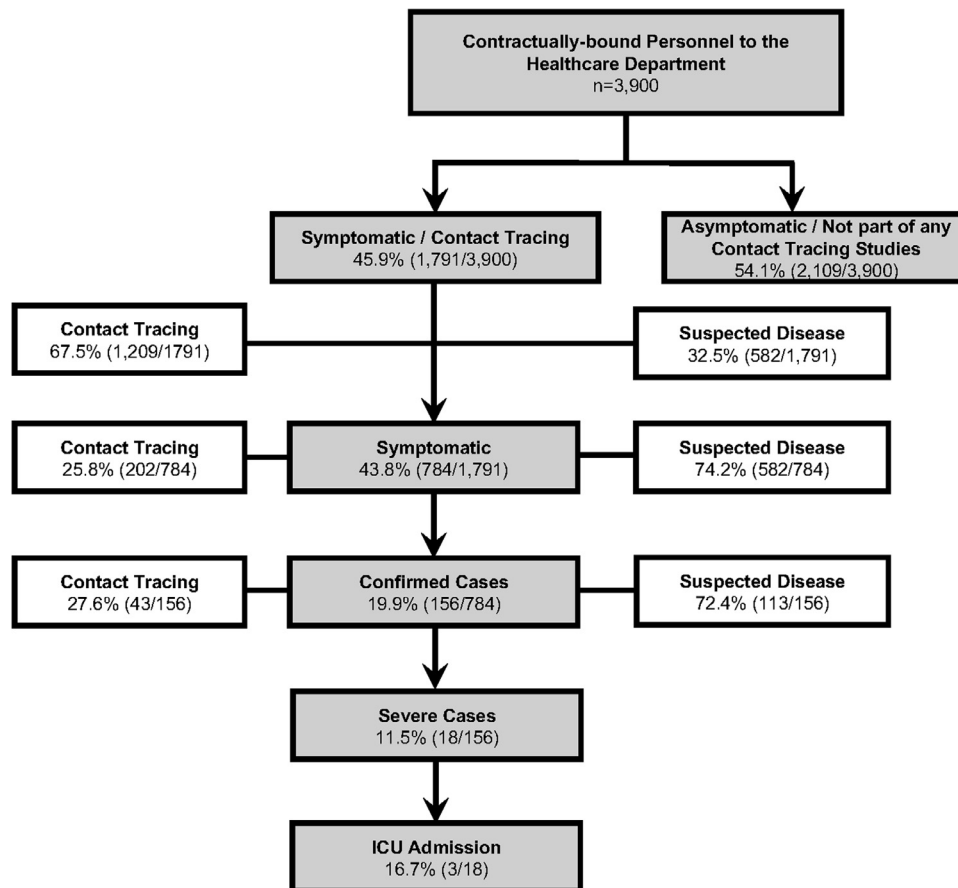 Contractually-bound Personnel to the
Healthcare Department
n=3,900
Symptomatic / Contact Tracing
45.9% (1,791/3,900)
Asymptomatic / Not part of any
Contact Tracing Studies
54.1% (2,109/3,900)
Contact Tracing
67.5% (1,209/1791)
Suspected Disease
32.5% (582/1,791)
Contact Tracing
25.8% (202/784)
Symptomatic
43.8% (784/1,791)
Suspected Disease
74.2% (582/784)
Contact Tracing
27.6% (43/156)
Confirmed Cases
19.9% (156/784)
Suspected Disease
72.4% (113/156)
Severe Cases
11.5% (18/156)
ICU Admission
16.7% (3/18)